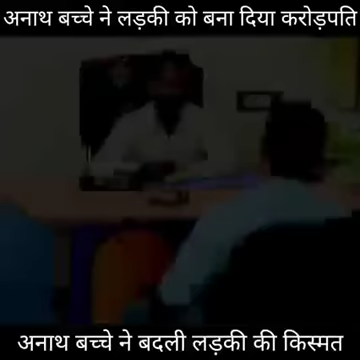 अनाथ बच्चे ने लड़की को बना दिया करोड़पति
अनाथ बच्चे ने बदली लड़की की किस्मत